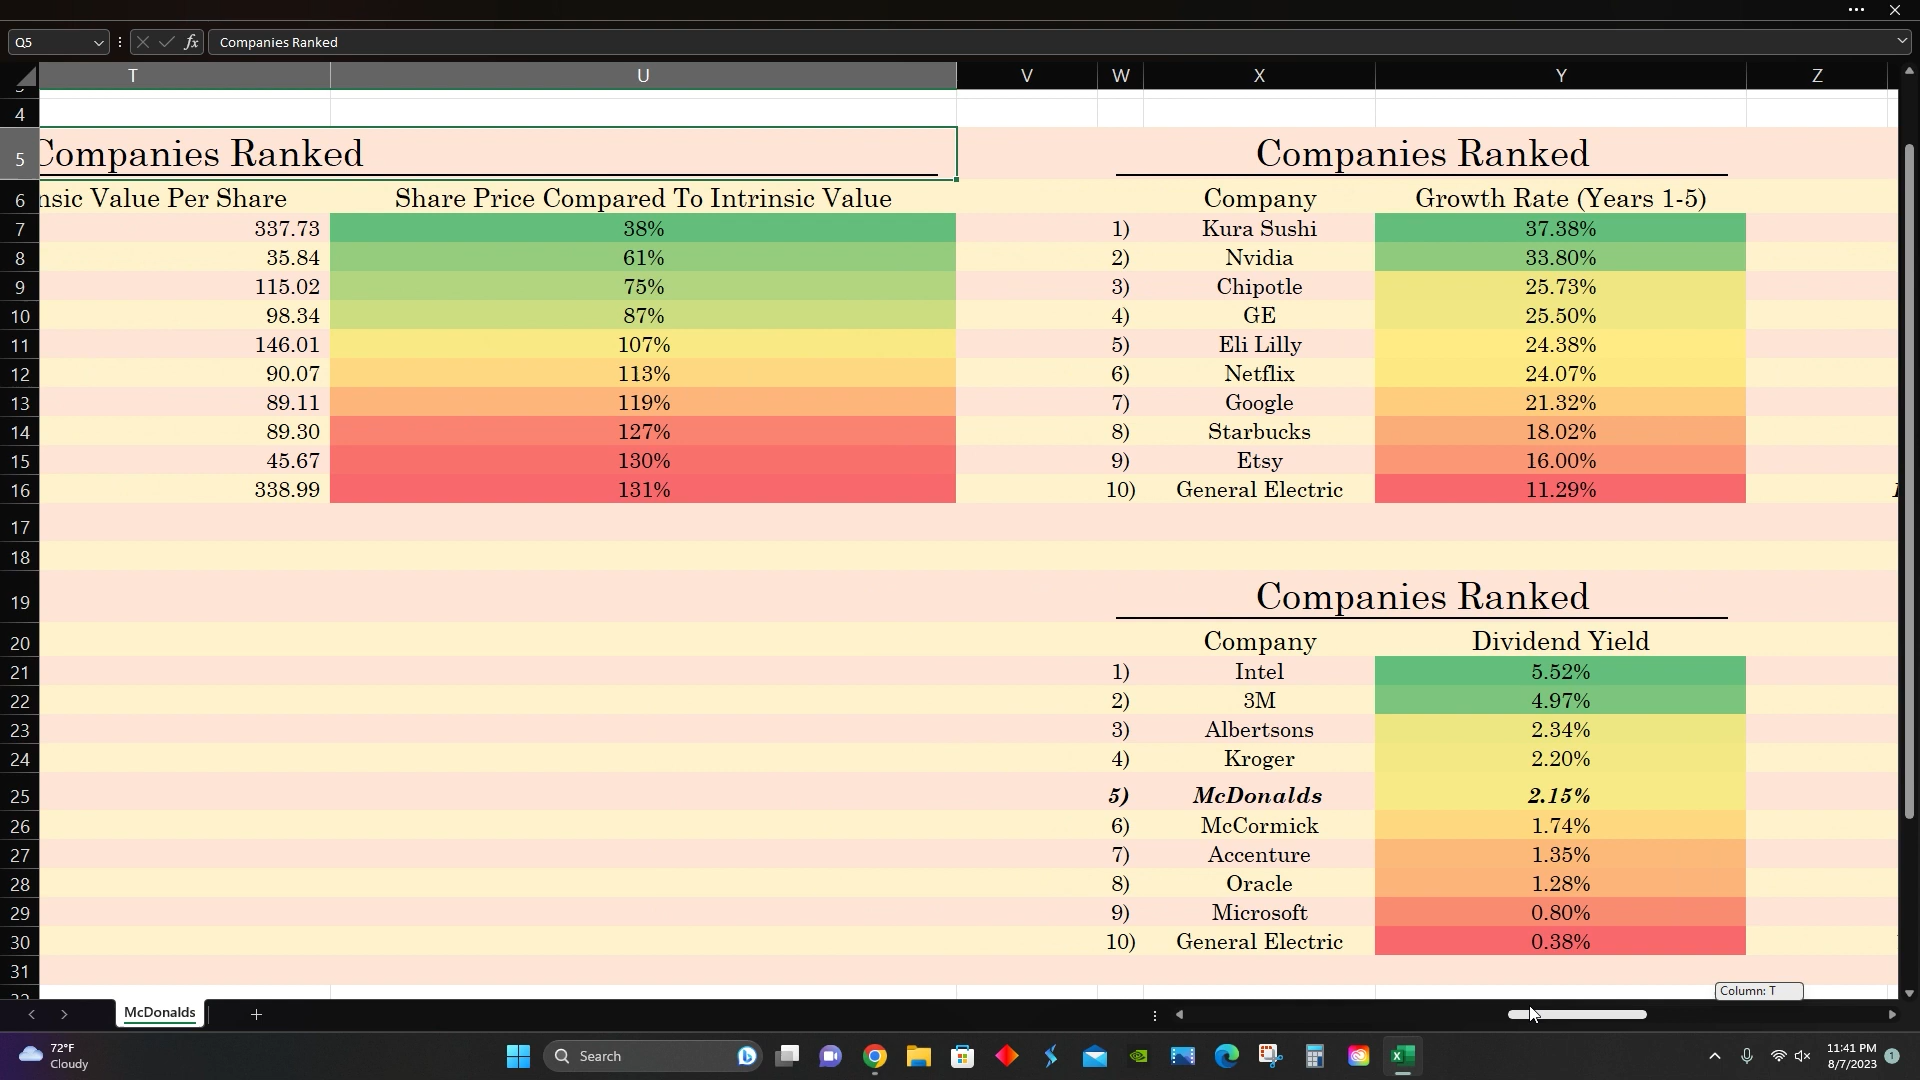 Q5
fx
Companies Ranked
T U V W X Y Z
4
5 Companies Ranked Companies Ranked
6 nsic Value Per Share Share Price Compared To Intrinsic Value Company Growth Rate (Years 1-5)
7 337.73 38% 1) Kura Sushi 37.38%
8 35.84 61% 2) Nvidia 33.80%
9 115.02 75% 3) Chipotle 25.73%
10 98.34 87% 4) GE 25.50%
11 146.01 107% 5) Eli Lilly 24.38%
12 90.07 113% 6) Netflix 24.07%
13 89.11 119% 7) Google 21.32%
14 89.30 127% 8) Starbucks 18.02%
15 45.67 130% 9) Etsy 16.00%
16 338.99 131% 10) General Electric 11.29%
17
18
19 Companies Ranked
20 Company Dividend Yield
21 1) Intel 5.52%
22 2) 3M 4.97%
23 3) Albertsons 2.34%
24 4) Kroger 2.20%
25 5) McDonalds 2.15%
26 6) McCormick 1.74%
27 7) Accenture 1.35%
28 8) Oracle 1.28%
29 9) Microsoft 0.80%
30 10) General Electric 0.38%
31
Column: T
McDonalds
72°F
Cloudy
Search
11:41 PM
8/7/2023
1